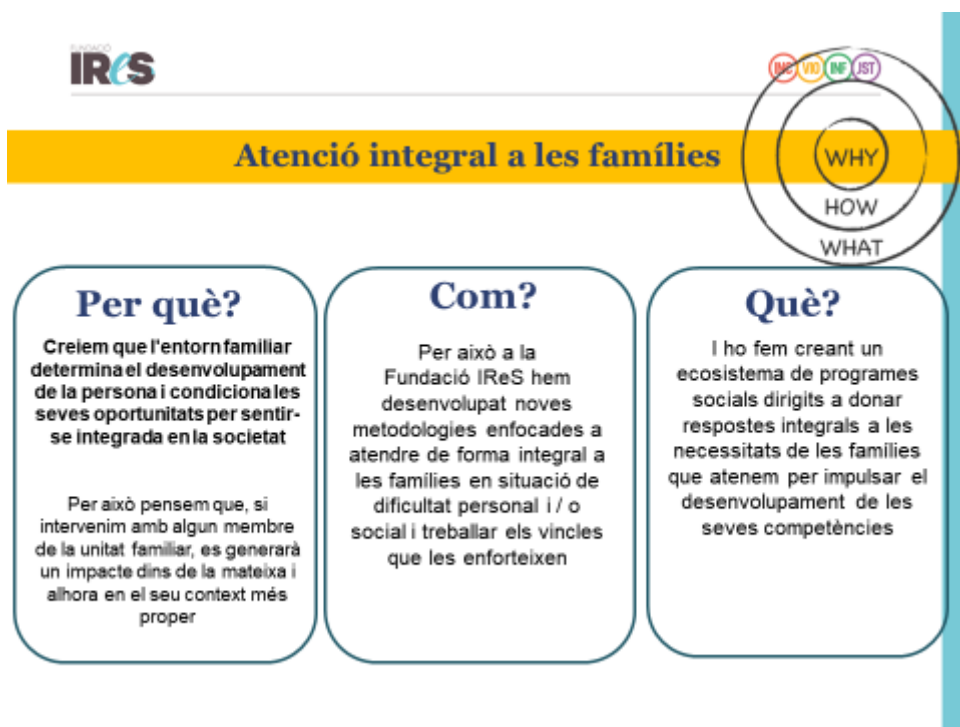 FUNDACIÓ
IReS
INC VIO INF JST
Atenció integral a les famílies
WHY
HOW
WHAT
Per què?
Creiem que l'entorn familiar
determina el desenvolupament
de la persona i condiciona les
seves oportunitats per sentir-
se integrada en la societat
Per això pensem que, si
intervenim amb algun membre
de la unitat familiar, es generarà
un impacte dins de la mateixa i
alhora en el seu context més
proper
Com?
Per això a la
Fundació IReS hem
desenvolupat noves
metodologies enfocades a
atendre de forma integral a
les famílies en situació de
dificultat personal i / o
social i treballar els vincles
que les enforteixen
Què?
I ho fem creant un
ecosistema de programes
socials dirigits a donar
respostes integrals a les
necessitats de les famílies
que atenem per impulsar el
desenvolupament de les
seves competències